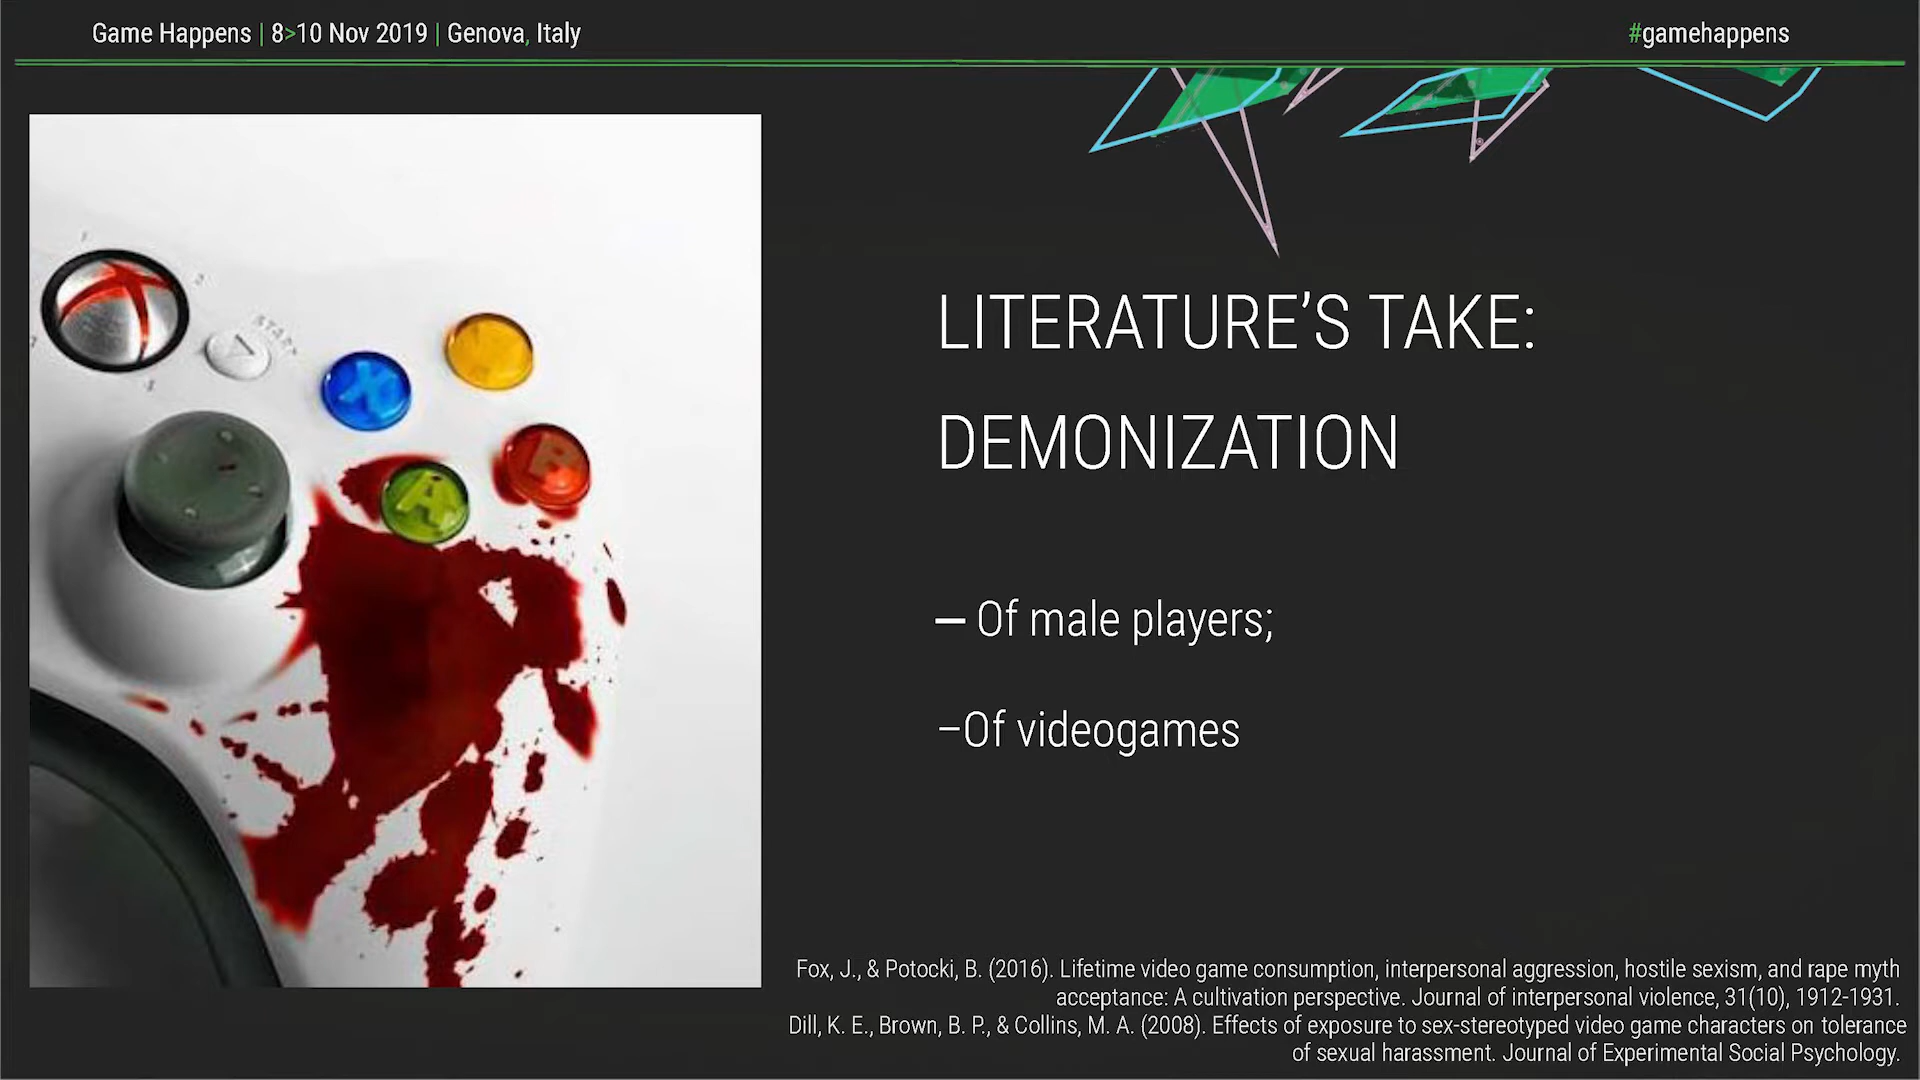 Game Happens | 8>10 Nov 2019 | Genova, Italy
#gamehappens
START
X
B
A
LITERATURE’S TAKE:
DEMONIZATION
– Of male players;
–Of videogames
Fox, J., & Potocki, B. (2016). Lifetime video game consumption, interpersonal aggression, hostile sexism, and rape myth
acceptance: A cultivation perspective. Journal of interpersonal violence, 31(10), 1912-1931.
Dill, K. E., Brown, B. P., & Collins, M. A. (2008). Effects of exposure to sex-stereotyped video game characters on tolerance
of sexual harassment. Journal of Experimental Social Psychology.